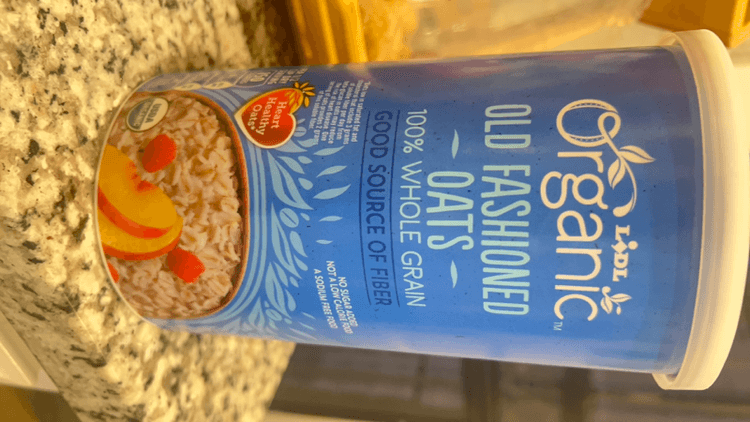 LiDL
Organic™
OLD FASHIONED
OATS
100% WHOLE GRAIN
GOOD SOURCE OF FIBER
NO SUGAR ADDED
NOT A LOW CALORIE FOOD
A SODIUM FREE FOOD
Heart
Healthy
Oats*